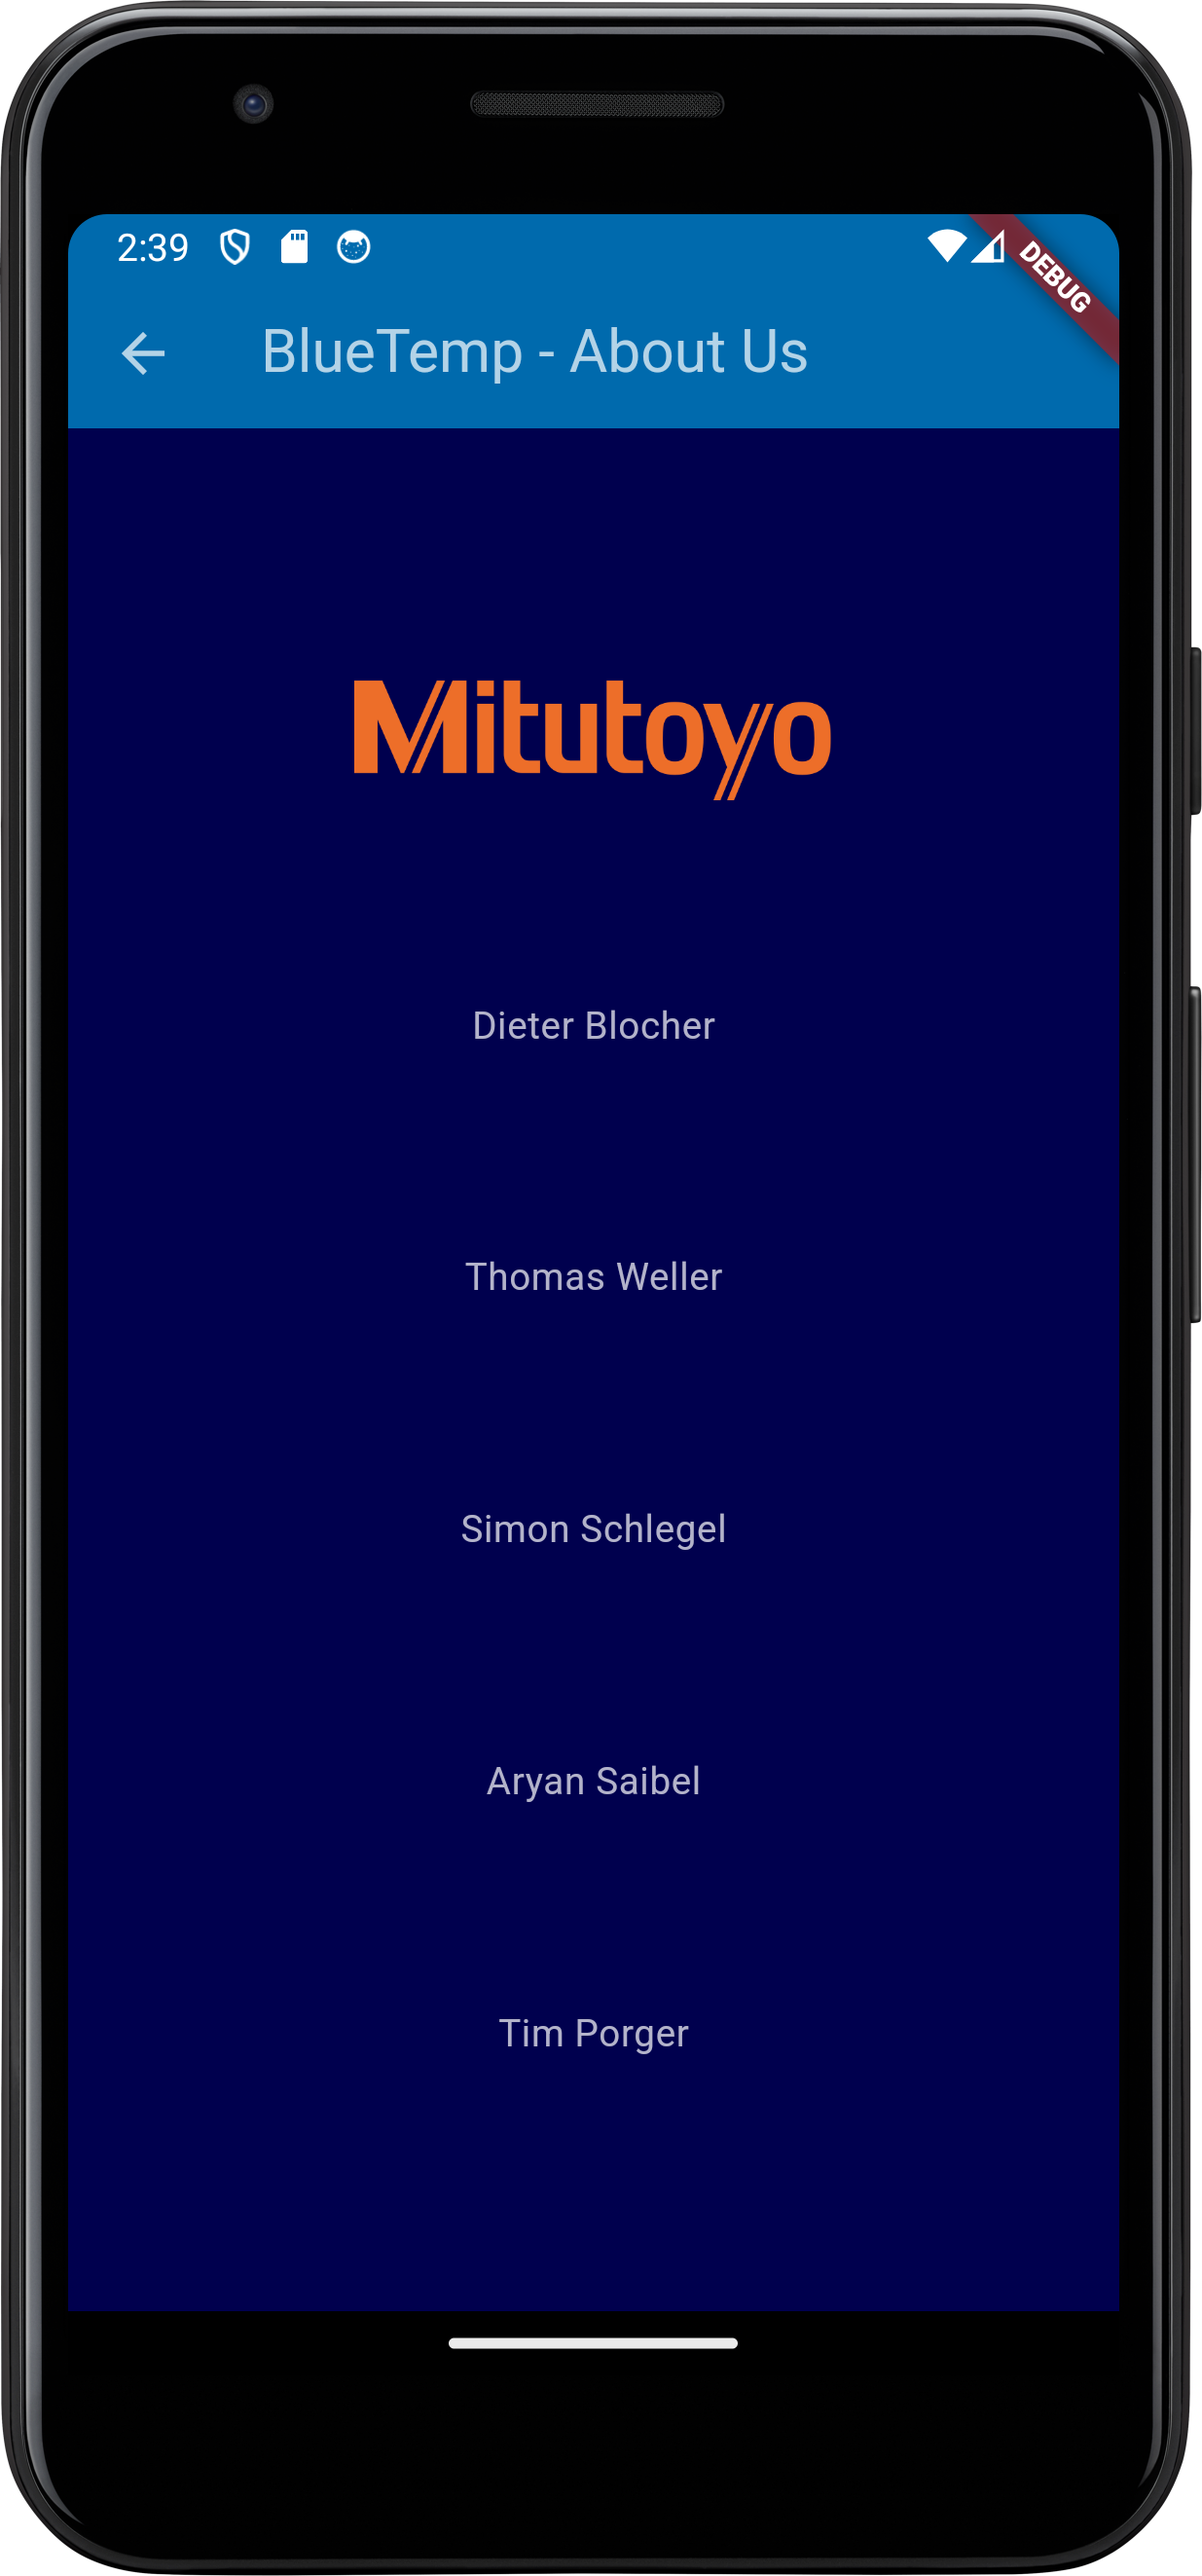 2:39
DEBUG
BlueTemp - About Us
Mitutoyo
Dieter Blocher
Thomas Weller
Simon Schlegel
Aryan Saibel
Tim Porger